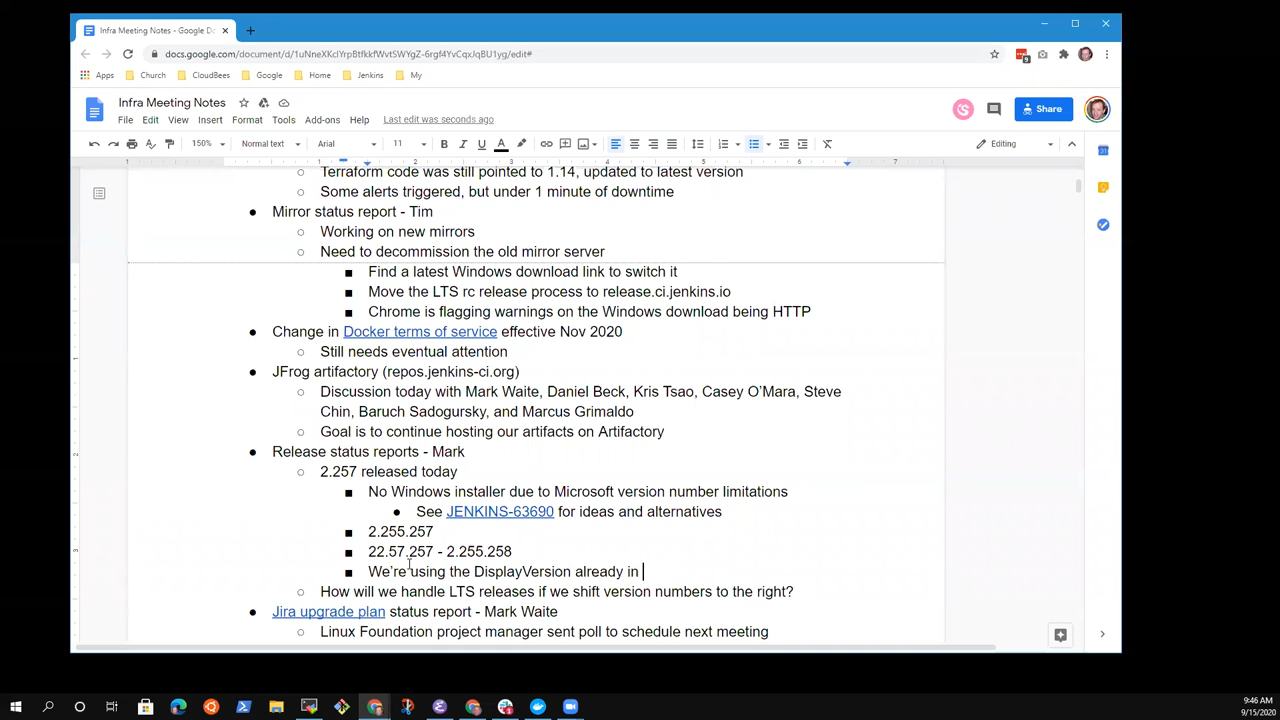 Infra Meeting Notes - Google D
docs.google.com/document/d/1uNneXKclYrpBtfkkfWvtSWYgZ-6rgf4YvCqxJqBU1yg/edit#
9
Apps Church CloudBees Google Home Jenkins My
Infra Meeting Notes
File Edit View Insert Format Tools Add-ons Help Last edit was seconds ago
Share
150% Normal text Arial 11 B I U A Editing
1 1 2 3 4 5 6 7
Terraform code was still pointed to 1.14, updated to latest version
○ Some alerts triggered, but under 1 minute of downtime
● Mirror status report - Tim
○ Working on new mirrors
○ Need to decommission the old mirror server
■ Find a latest Windows download link to switch it
■ Move the LTS rc release process to release.ci.jenkins.io
■ Chrome is flagging warnings on the Windows download being HTTP
● Change in Docker terms of service effective Nov 2020
○ Still needs eventual attention
● JFrog artifactory (repos.jenkins-ci.org)
○ Discussion today with Mark Waite, Daniel Beck, Kris Tsao, Casey O’Mara, Steve
Chin, Baruch Sadogursky, and Marcus Grimaldo
○ Goal is to continue hosting our artifacts on Artifactory
● Release status reports - Mark
○ 2.257 released today
■ No Windows installer due to Microsoft version number limitations
● See JENKINS-63690 for ideas and alternatives
■ 2.255.257
■ 22.57.257 - 2.255.258
■ We’re using the DisplayVersion already in
○ How will we handle LTS releases if we shift version numbers to the right?
● Jira upgrade plan status report - Mark Waite
○ Linux Foundation project manager sent poll to schedule next meeting
9:46 AM
9/15/2020